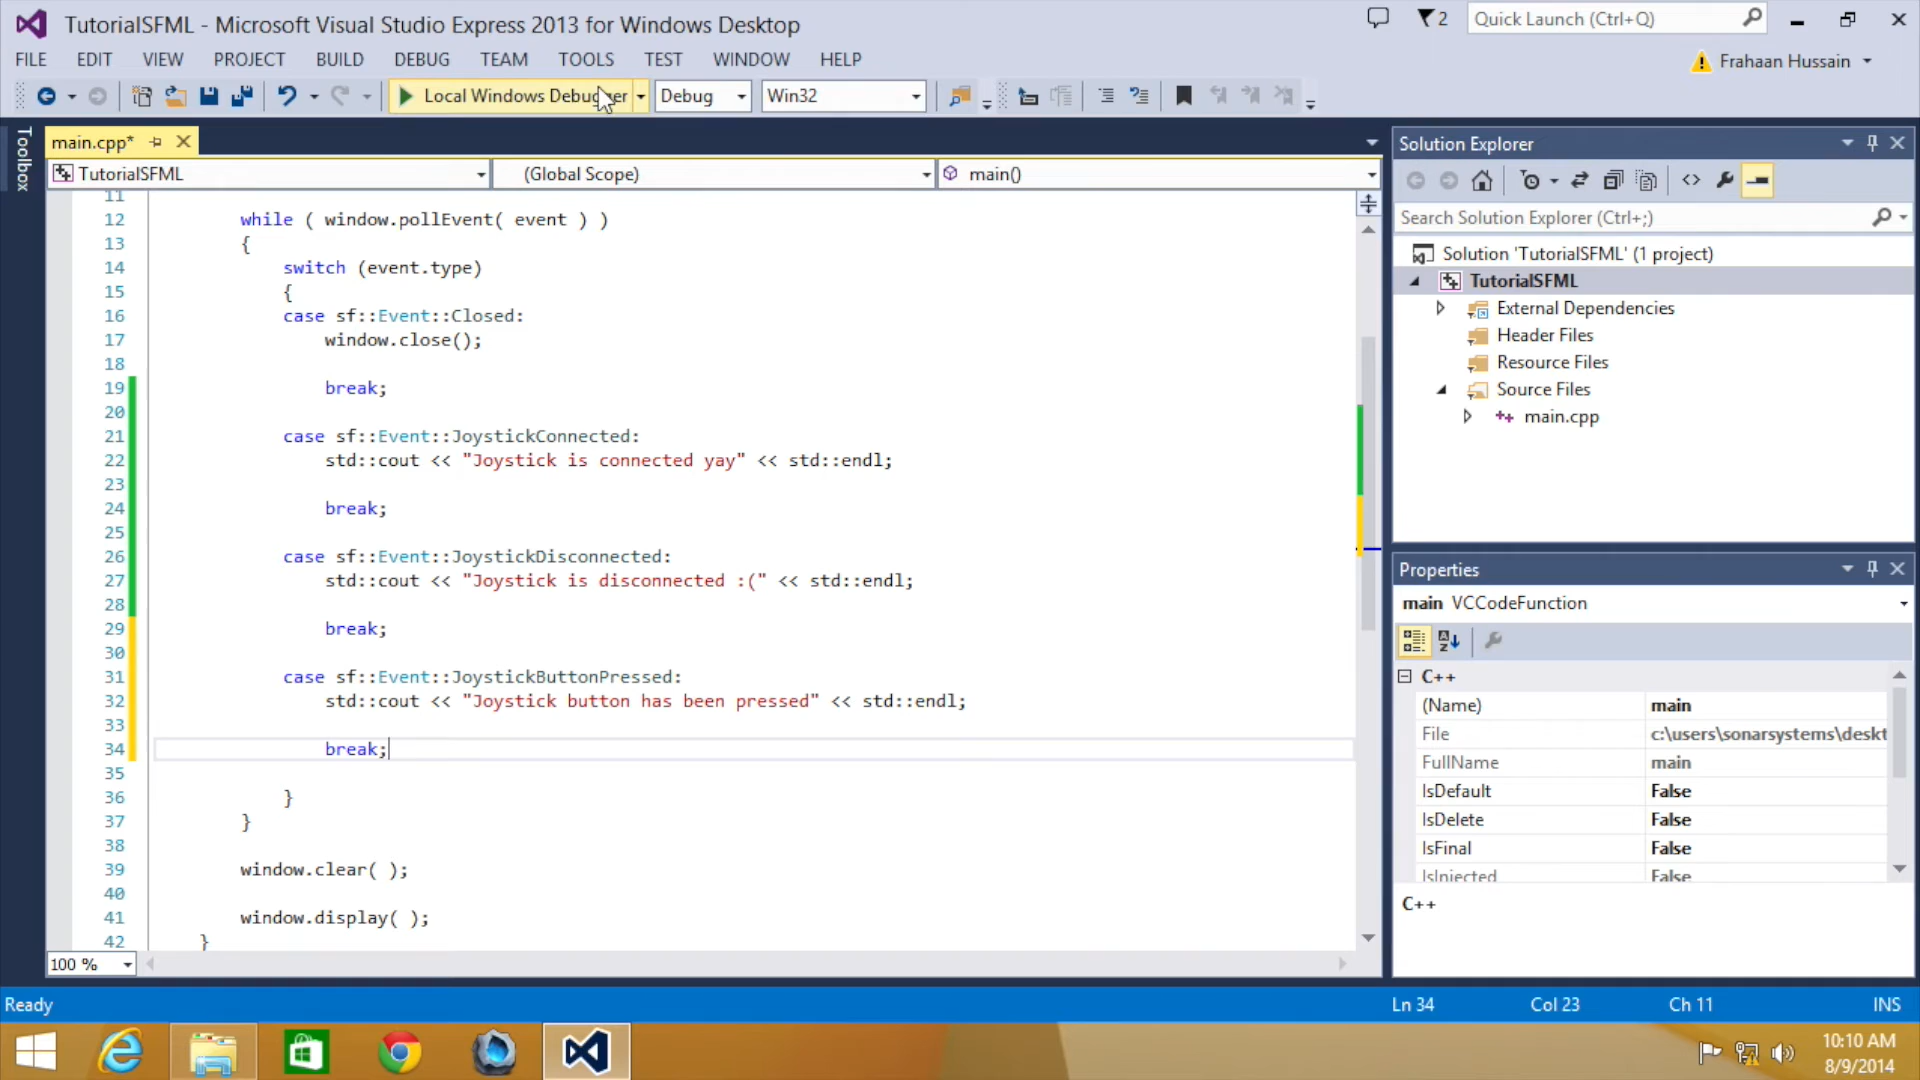 TutorialSFML - Microsoft Visual Studio Express 2013 for Windows Desktop
2
Quick Launch (Ctrl+Q)
FILE EDIT VIEW PROJECT BUILD DEBUG TEAM TOOLS TEST WINDOW HELP
Frahaan Hussain
Local Windows Debugger Debug Win32
Toolbox
main.cpp*
TutorialSFML (Global Scope) main()
11
12 while ( window.pollEvent( event ) )
13 {
14 switch (event.type)
15 {
16 case sf::Event::Closed:
17 window.close();
18
19 break;
20
21 case sf::Event::JoystickConnected:
22 std::cout << "Joystick is connected yay" << std::endl;
23
24 break;
25
26 case sf::Event::JoystickDisconnected:
27 std::cout << "Joystick is disconnected :(" << std::endl;
28
29 break;
30
31 case sf::Event::JoystickButtonPressed:
32 std::cout << "Joystick button has been pressed" << std::endl;
33
34 break;
35
36 }
37 }
38
39 window.clear( );
40
41 window.display( );
42 }
100 %
Solution Explorer
Search Solution Explorer (Ctrl+;)
Solution 'TutorialSFML' (1 project)
TutorialSFML
External Dependencies
Header Files
Resource Files
Source Files
++ main.cpp
Properties
main VCCodeFunction
C++
(Name) main
File c:\users\sonarsystems\deskt
FullName main
IsDefault False
IsDelete False
IsFinal False
IsInjected False
C++
Ready Ln 34 Col 23 Ch 11 INS
10:10 AM
8/9/2014